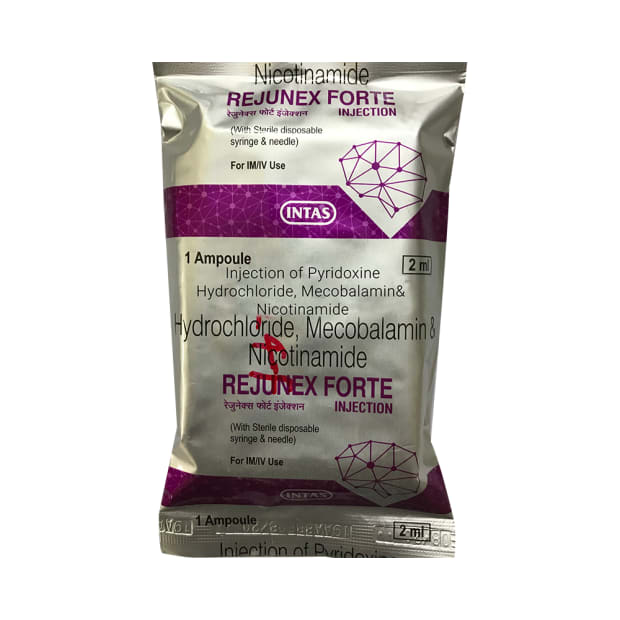 Nicotinamide
REJUNEX FORTE
रेजुनेक्स फोर्ट इंजेक्शन INJECTION
(With Sterile disposable
syringe & needle)
For IM/IV Use
INTAS
1 Ampoule
2 ml
Injection of Pyridoxine
Hydrochloride, Mecobalamin&
Nicotinamide
Hydrochloride, Mecobalamin &
Nicotinamide
REJUNEX FORTE
रेजुनेक्स फोर्ट इंजेक्शन INJECTION
(With Sterile disposable
syringe & needle)
For IM/IV Use
INTAS
1 Ampoule
2 ml
Injection of Pyridoxine